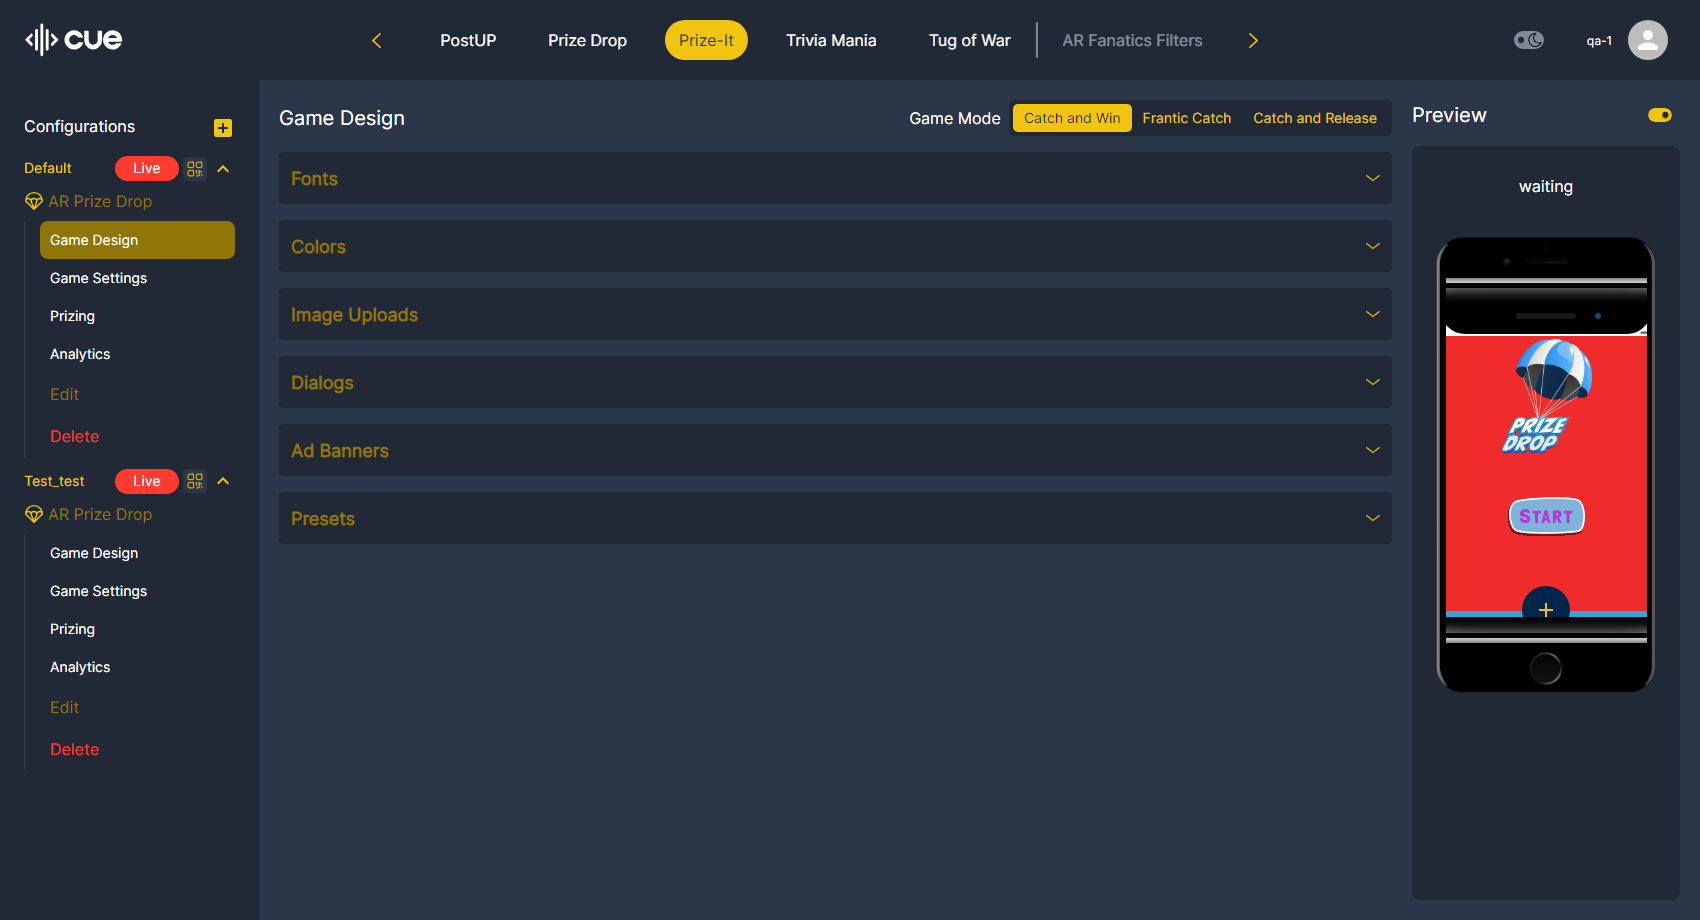 cue
PostUP
Prize Drop
Prize-It
Trivia Mania
Tug of War
AR Fanatics Filters
qa-1
Configurations
Default
Live
AR Prize Drop
Game Design
Game Settings
Prizing
Analytics
Edit
Delete
Test_test
Live
AR Prize Drop
Game Design
Game Settings
Prizing
Analytics
Edit
Delete
Game Design
Game Mode
Catch and Win
Frantic Catch
Catch and Release
Fonts
Colors
Image Uploads
Dialogs
Ad Banners
Presets
Preview
waiting
PRIZE
DROP
START